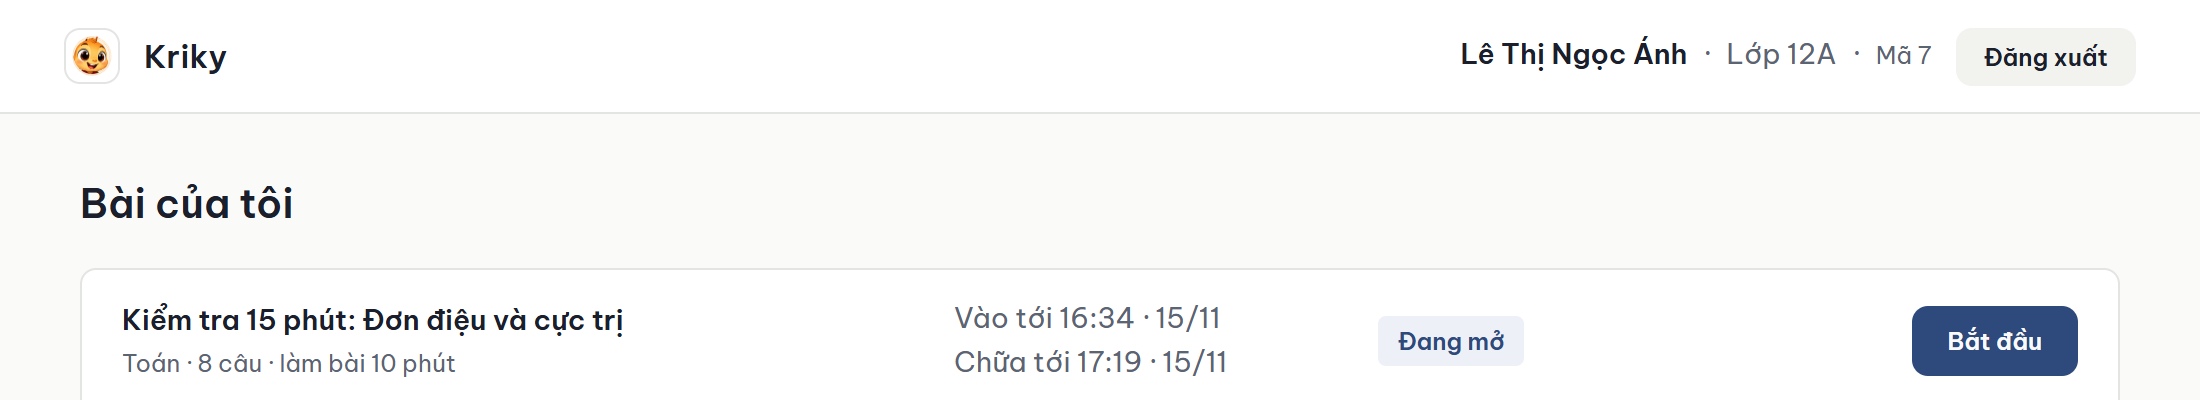 Kriky
Lê Thị Ngọc Ánh · Lớp 12A · Mã 7
Đăng xuất
Bài của tôi
Kiểm tra 15 phút: Đơn điệu và cực trị
Toán · 8 câu · làm bài 10 phút
Vào tới 16:34 · 15/11
Chữa tới 17:19 · 15/11
Đang mở
Bắt đầu